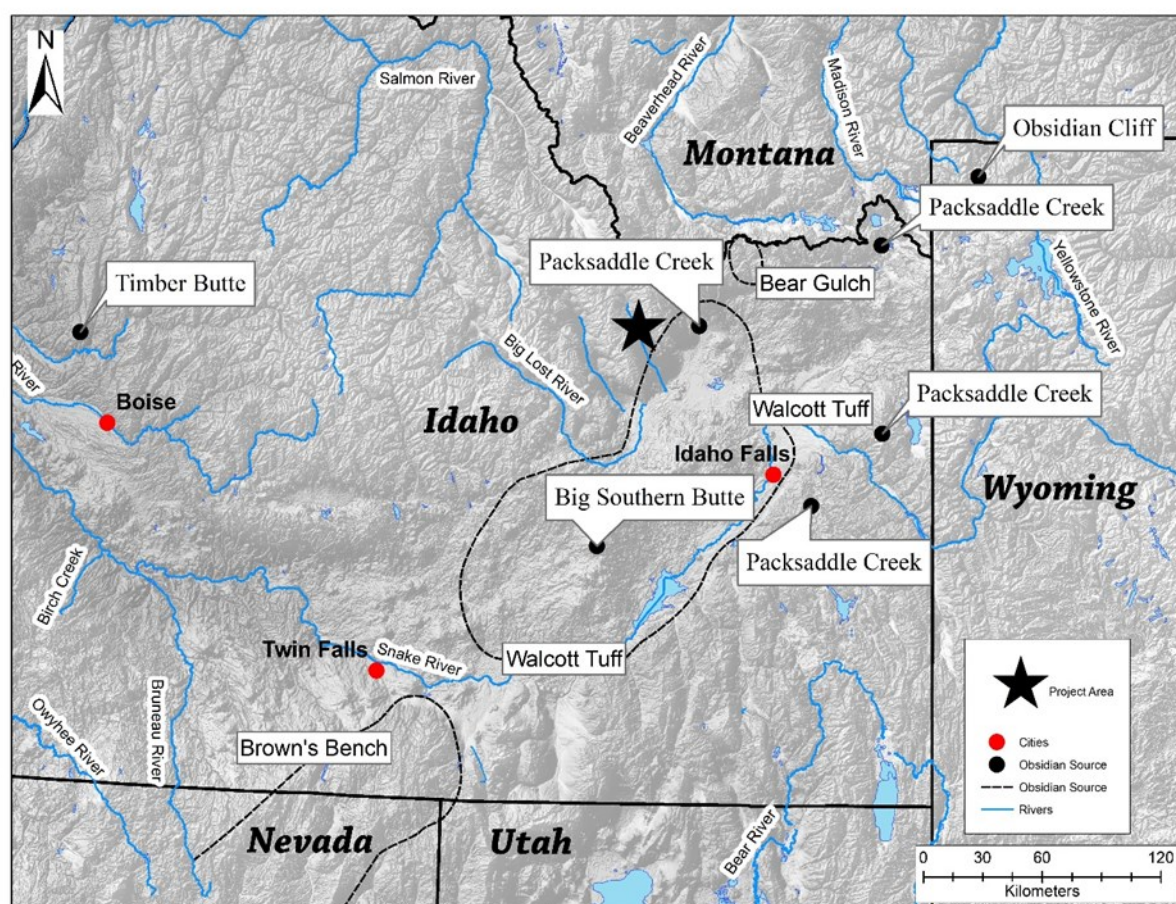 N
Salmon River
Beaverhead River
Madison River
Montana
Obsidian Cliff
Packsaddle Creek
Packsaddle Creek
Bear Gulch
Yellowstone River
Timber Butte
Big Lost River
River
Boise
Idaho
Packsaddle Creek
Walcott Tuff
Idaho Falls
Wyoming
Big Southern Butte
Packsaddle Creek
Birch Creek
Twin Falls
Snake River
Walcott Tuff
Owyhee River
Bruneau River
Brown's Bench
Nevada
Utah
Bear River
Project Area
Cities
Obsidian Source
Obsidian Source
Rivers
0 30 60 120
Kilometers